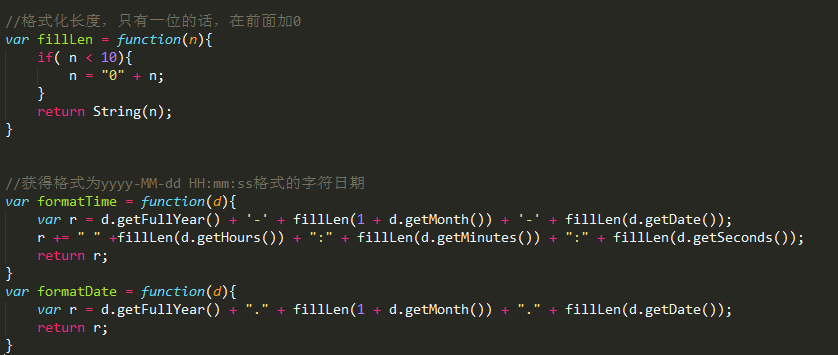 //格式化长度，只有一位的话，在前面加0
var fillLen = function(n){
    if( n < 10){
        n = "0" + n;
    }
    return String(n);
}
//获得格式为yyyy-MM-dd HH:mm:ss格式的字符日期
var formatTime = function(d){
    var r = d.getFullYear() + '-' + fillLen(1 + d.getMonth()) + '-' + fillLen(d.getDate());
    r += " " +fillLen(d.getHours()) + ":" + fillLen(d.getMinutes()) + ":" + fillLen(d.getSeconds());
    return r;
}
var formatDate = function(d){
    var r = d.getFullYear() + "." + fillLen(1 + d.getMonth()) + "." + fillLen(d.getDate());
    return r;
}